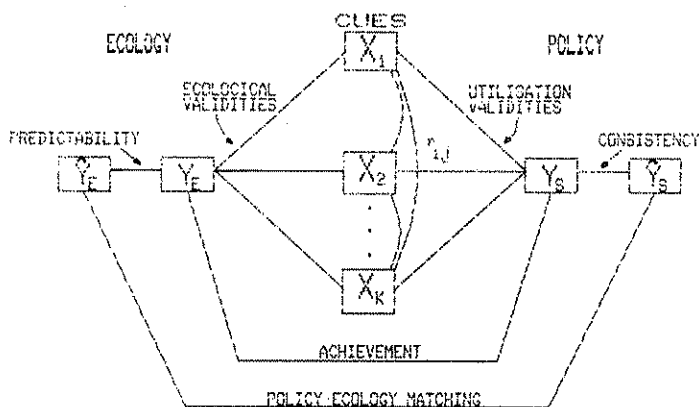 CUES
ECOLOGY
POLICY
X1
ECOLOGICAL
VALIDITIES
UTILISATION
VALIDITIES
PREDICTABILITY
rij
CONSISTENCY
ŶE
YE
X2
YS
ŶS
XK
ACHIEVEMENT
POLICY ECOLOGY MATCHING